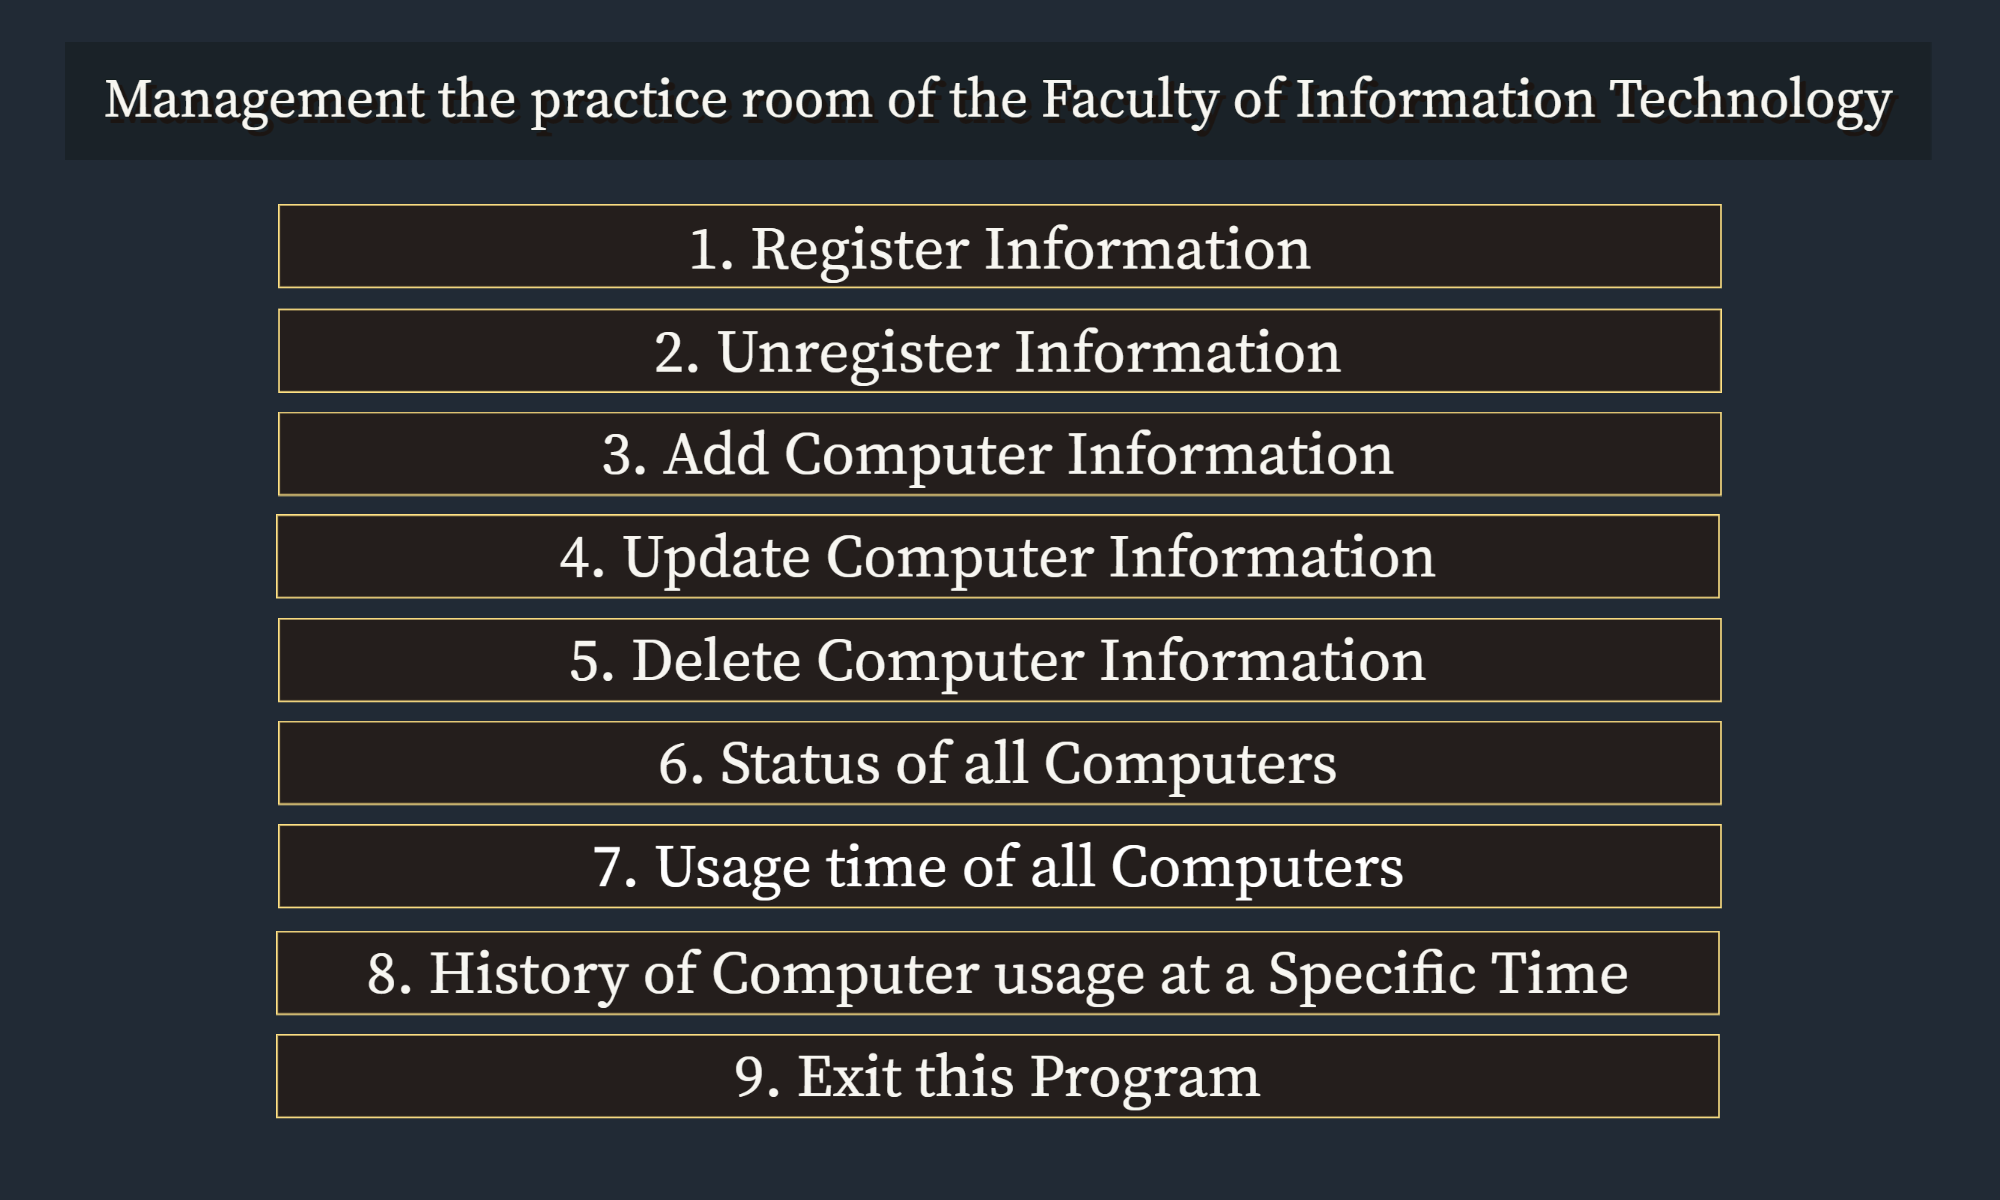 Management the practice room of the Faculty of Information Technology
1. Register Information
2. Unregister Information
3. Add Computer Information
4. Update Computer Information
5. Delete Computer Information
6. Status of all Computers
7. Usage time of all Computers
8. History of Computer usage at a Specific Time
9. Exit this Program